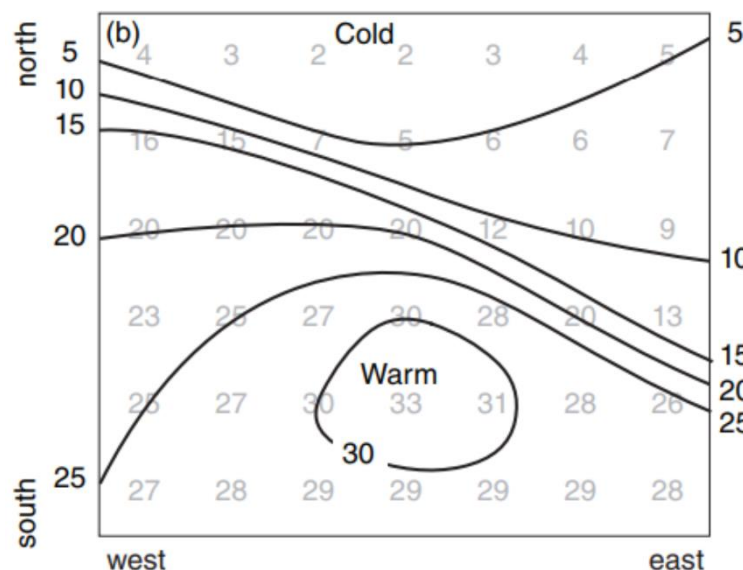 (b) Cold
north
5 4 3 2 2 3 4 5 5
10
15 16 15 7 5 6 6 7
20 20 20 20 20 12 10 9
10
23 25 27 30 28 20 13
15
Warm
20
25 27 30 33 31 28 26
25
30
25 27 28 29 29 29 29 28
south
west east